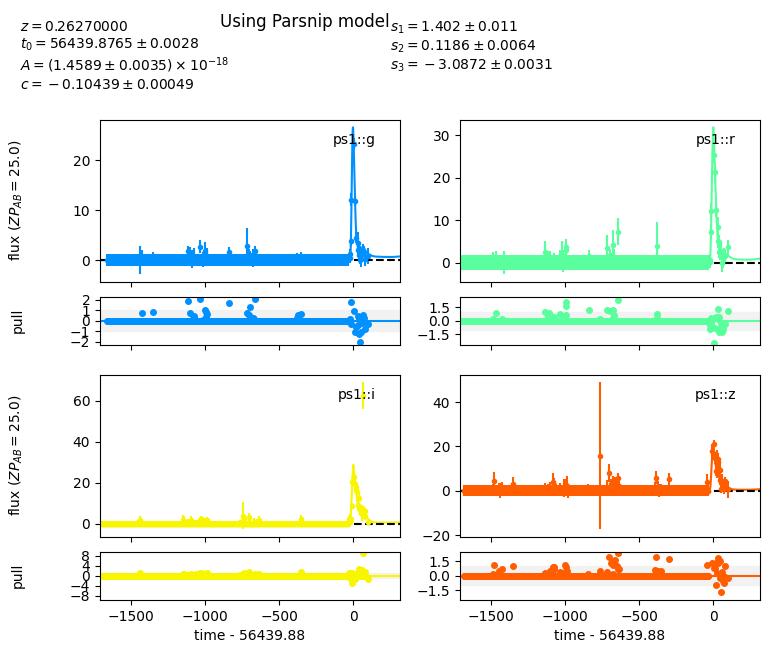 Using Parsnip model
z = 0.26270000
t₀ = 56439.8765 ± 0.0028
A = (1.4589 ± 0.0035) × 10⁻¹⁸
c = −0.10439 ± 0.00049
s₁ = 1.402 ± 0.011
s₂ = 0.1186 ± 0.0064
s₃ = −3.0872 ± 0.0031
flux (ZP_AB = 25.0)
ps1::g
20
10
0
ps1::r
30
20
10
0
pull
2
1
0
−1
−2
1.5
0.0
−1.5
flux (ZP_AB = 25.0)
ps1::i
60
40
20
0
ps1::z
40
20
0
−20
pull
8
4
0
−4
−8
1.5
0.0
−1.5
−1500 −1000 −500 0
time - 56439.88
−1500 −1000 −500 0
time - 56439.88